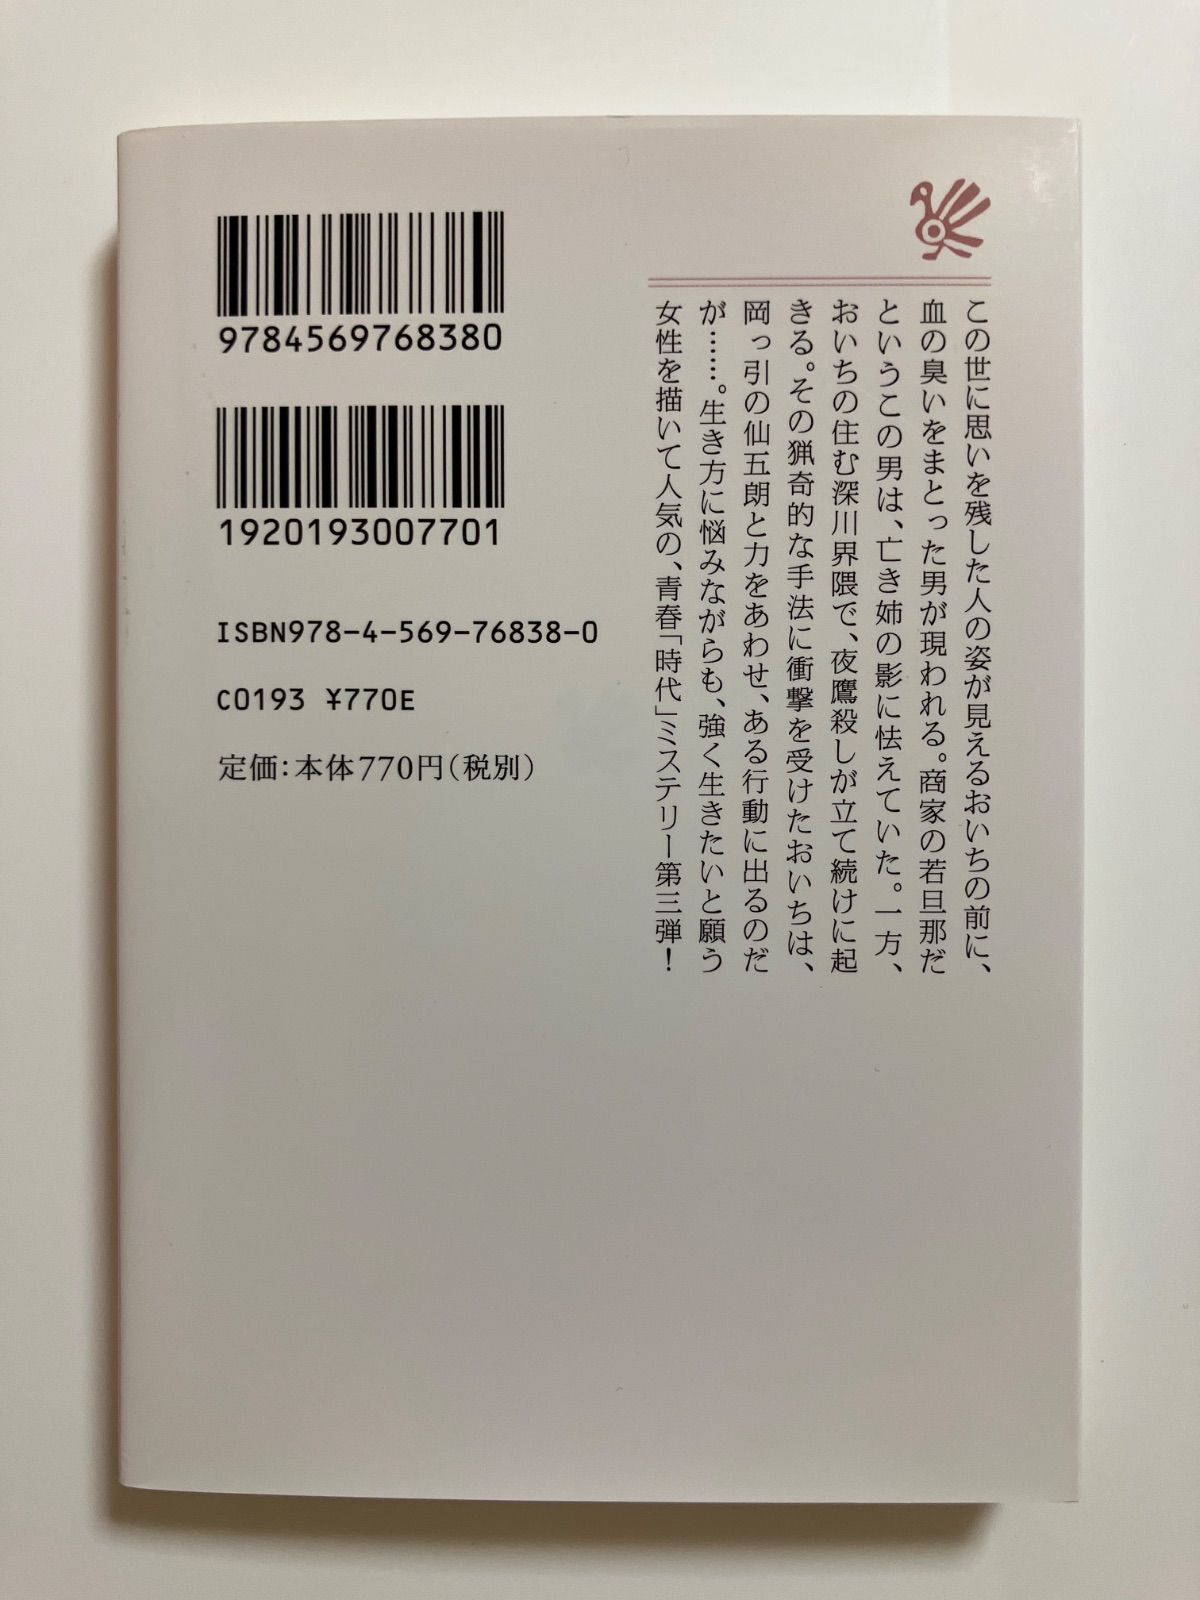 この世に思いを残した人の姿が見えるおいちの前に、
血の臭いをまとった男が現われる。商家の若旦那だ
というこの男は、亡き姉の影に怯えていた。一方、
おいちの住む深川界隈で、夜鷹殺しが立て続けに起
きる。その猟奇的な手法に衝撃を受けたおいちは、
岡っ引の仙五朗と力をあわせ、ある行動に出るのだ
が……。生き方に悩みながらも、強く生きたいと願う
女性を描いて人気の、青春「時代」ミステリー第三弾！
9784569768380
1920193007701
ISBN978-4-569-76838-0
C0193 ¥770E
定価：本体770円（税別）